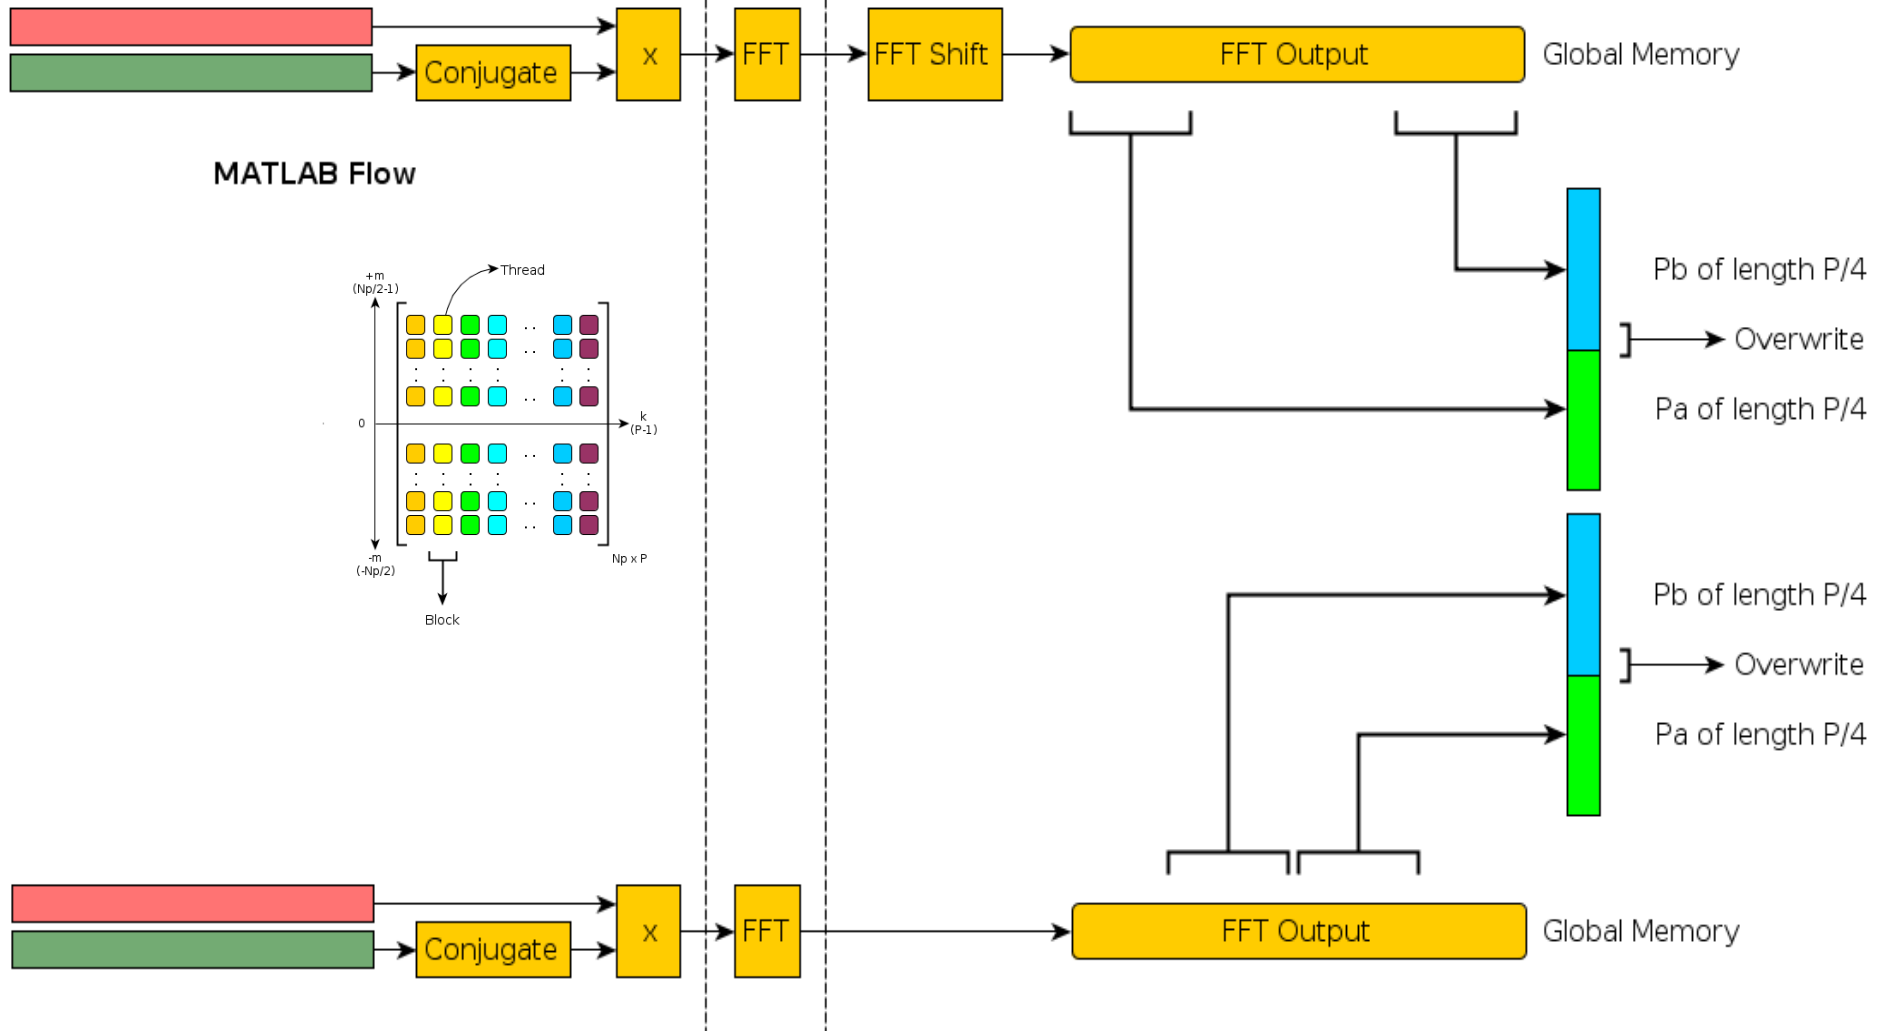 Conjugate
x
FFT
FFT Shift
FFT Output
Global Memory
MATLAB Flow
Pb of length P/4
Overwrite
Pa of length P/4
+m
(Np/2-1)
Thread
0
k
(P-1)
-m
(-Np/2)
Np x P
Block
Pb of length P/4
Overwrite
Pa of length P/4
Conjugate
x
FFT
FFT Output
Global Memory